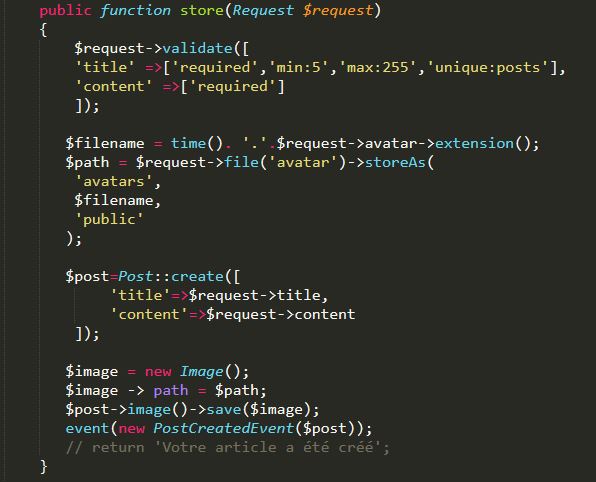 public function store(Request $request)
{
$request->validate([
'title' =>['required','min:5','max:255','unique:posts'],
'content' =>['required']
]);
$filename = time(). '.'.$request->avatar->extension();
$path = $request->file('avatar')->storeAs(
'avatars',
$filename,
'public'
);
$post=Post::create([
'title'=>$request->title,
'content'=>$request->content
]);
$image = new Image();
$image -> path = $path;
$post->image()->save($image);
event(new PostCreatedEvent($post));
// return 'Votre article a été créé';
}